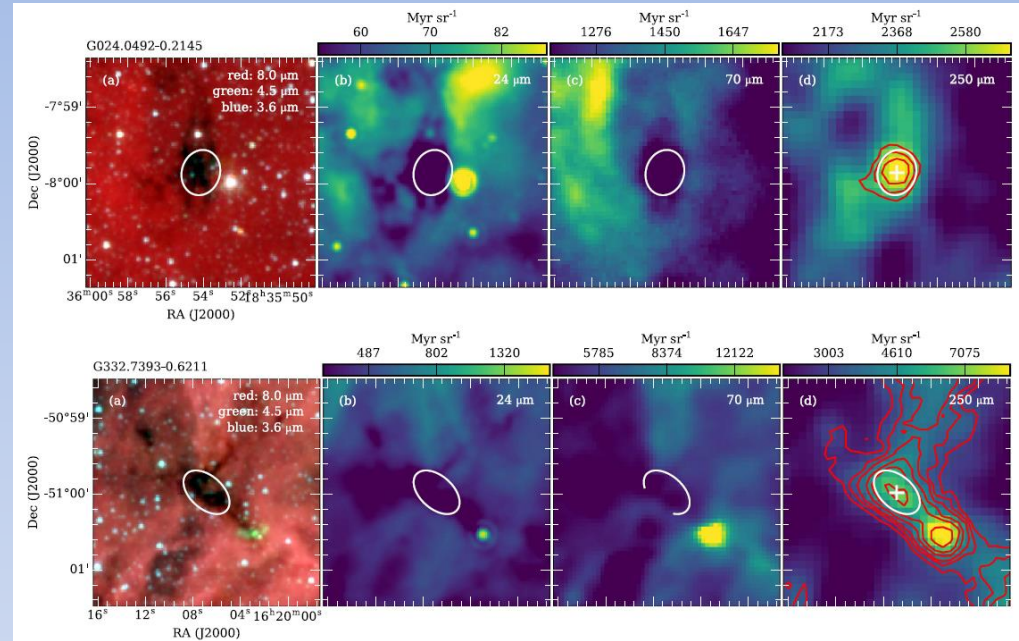 G024.0492-0.2145
Myr sr⁻¹
60 70 82
Myr sr⁻¹
1276 1450 1647
Myr sr⁻¹
2173 2368 2580
(a)
red: 8.0 μm
green: 4.5 μm
blue: 3.6 μm
(b) 24 μm
(c) 70 μm
(d) 250 μm
Dec (J2000)
-7°59'
-8°00'
01'
36ᵐ00ˢ 58ˢ 56ˢ 54ˢ 52ˢ 18ʰ35ᵐ50ˢ
RA (J2000)
G332.7393-0.6211
Myr sr⁻¹
487 802 1320
Myr sr⁻¹
5785 8374 12122
Myr sr⁻¹
3003 4610 7075
(a)
red: 8.0 μm
green: 4.5 μm
blue: 3.6 μm
(b) 24 μm
(c) 70 μm
(d) 250 μm
Dec (J2000)
-50°59'
-51°00'
01'
16ˢ 12ˢ 08ˢ 04ˢ 16ʰ20ᵐ00ˢ
RA (J2000)